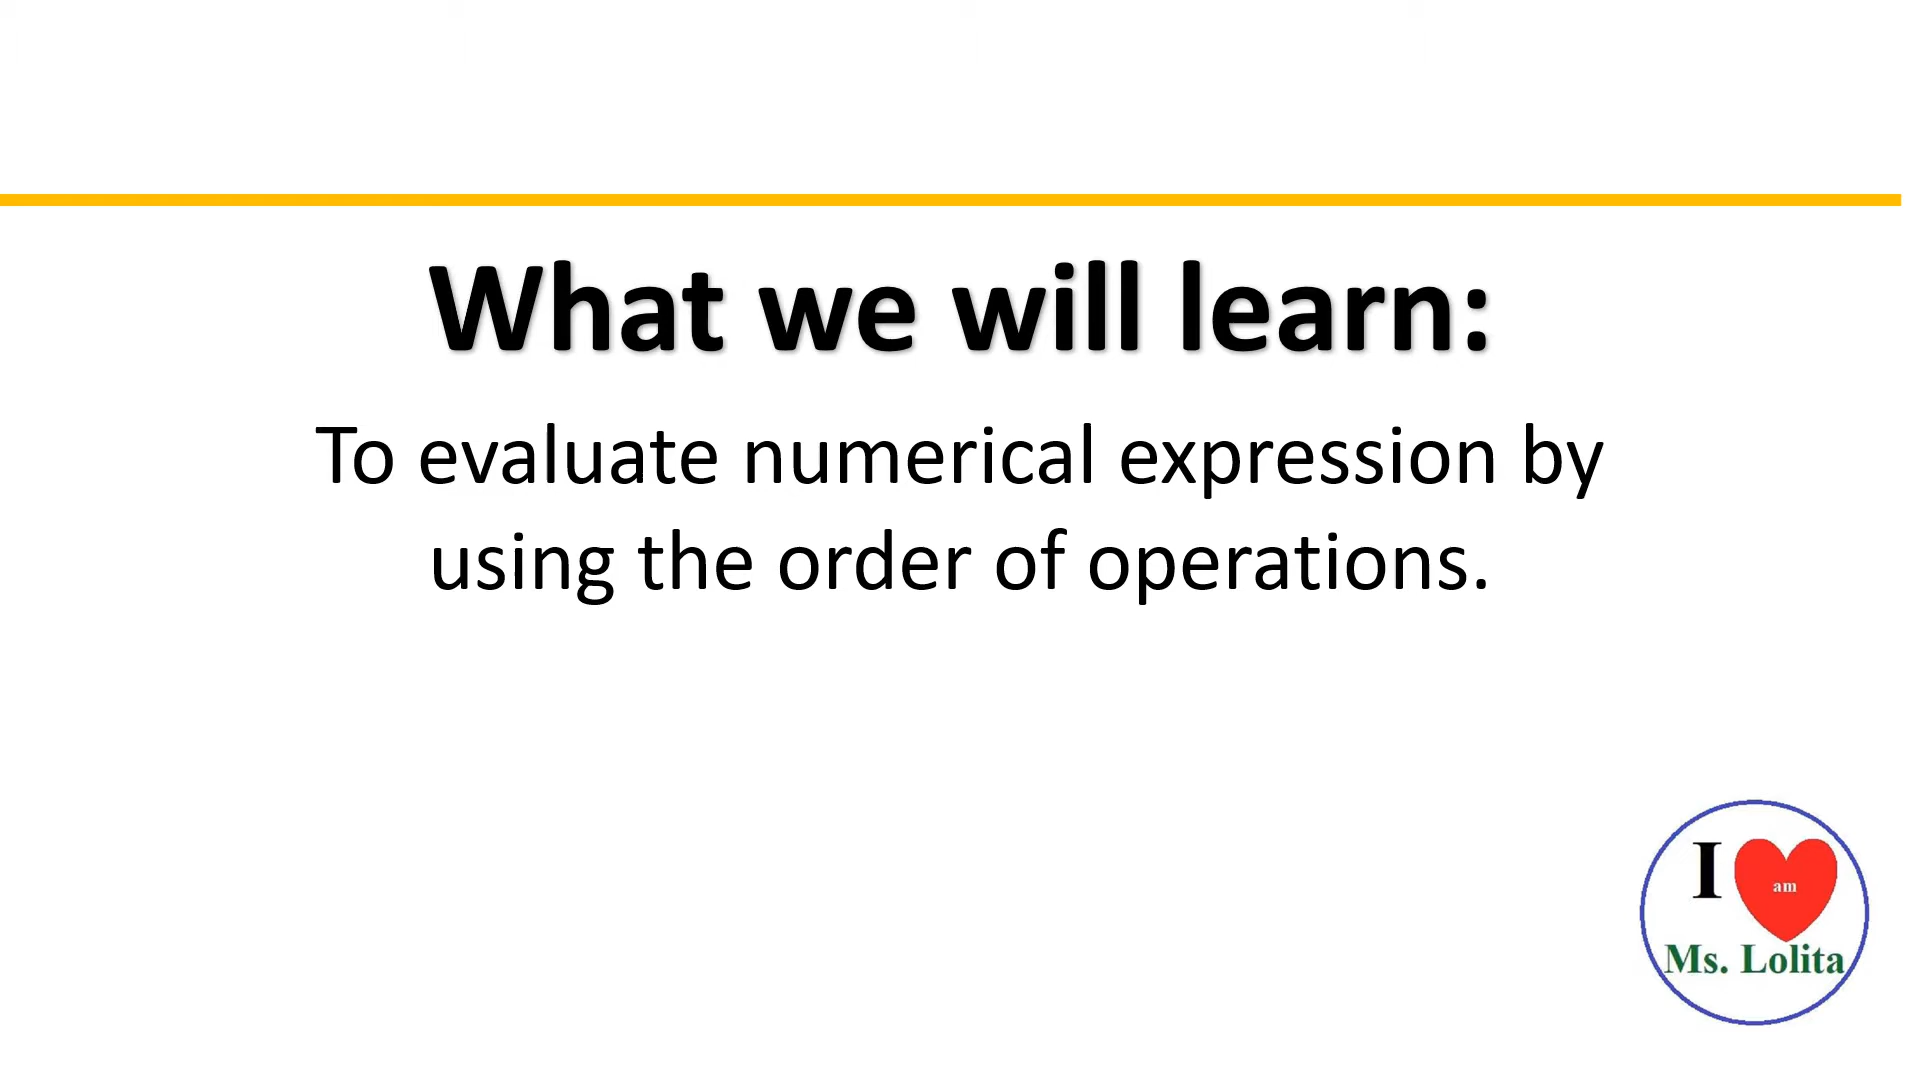 What we will learn:
To evaluate numerical expression by
using the order of operations.
I
am
Ms. Lolita